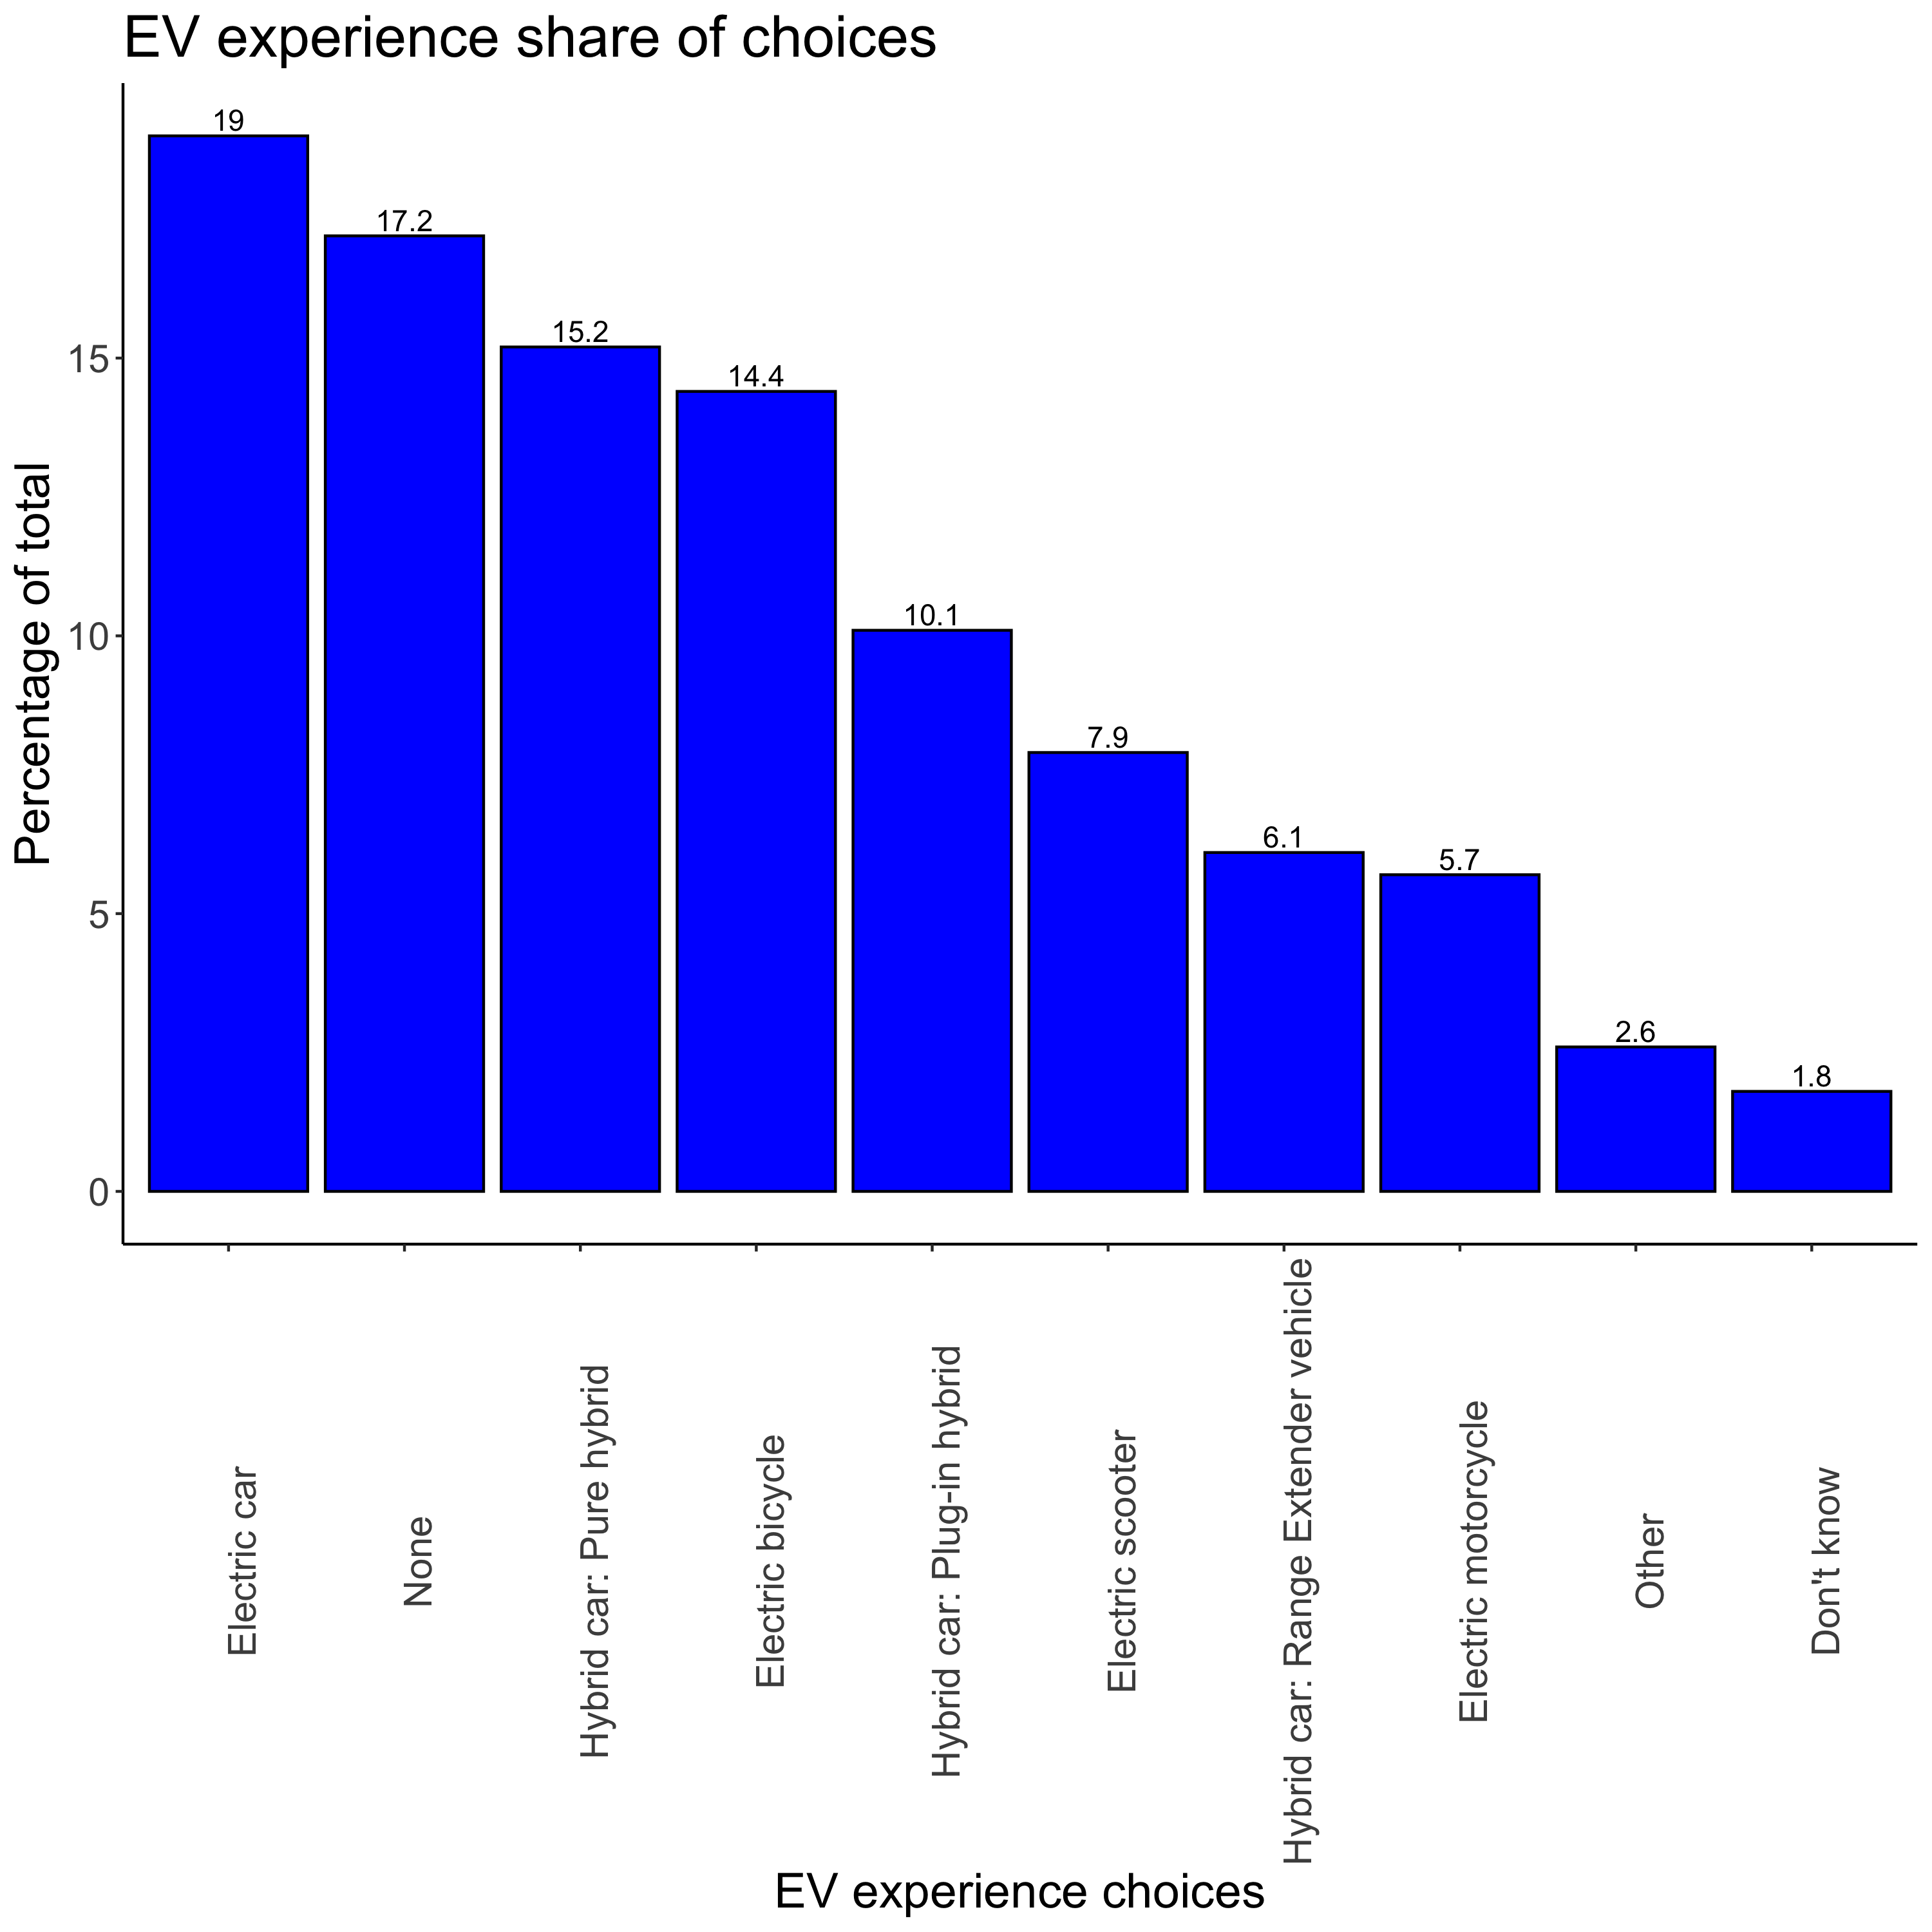 EV experience share of choices
Percentage of total
15
10
5
0
19
17.2
15.2
14.4
10.1
7.9
6.1
5.7
2.6
1.8
Electric car
None
Hybrid car: Pure hybrid
Electric bicycle
Hybrid car: Plug-in hybrid
Electric scooter
Hybrid car: Range Extender vehicle
Electric motorcycle
Other
Don't know
EV experience choices